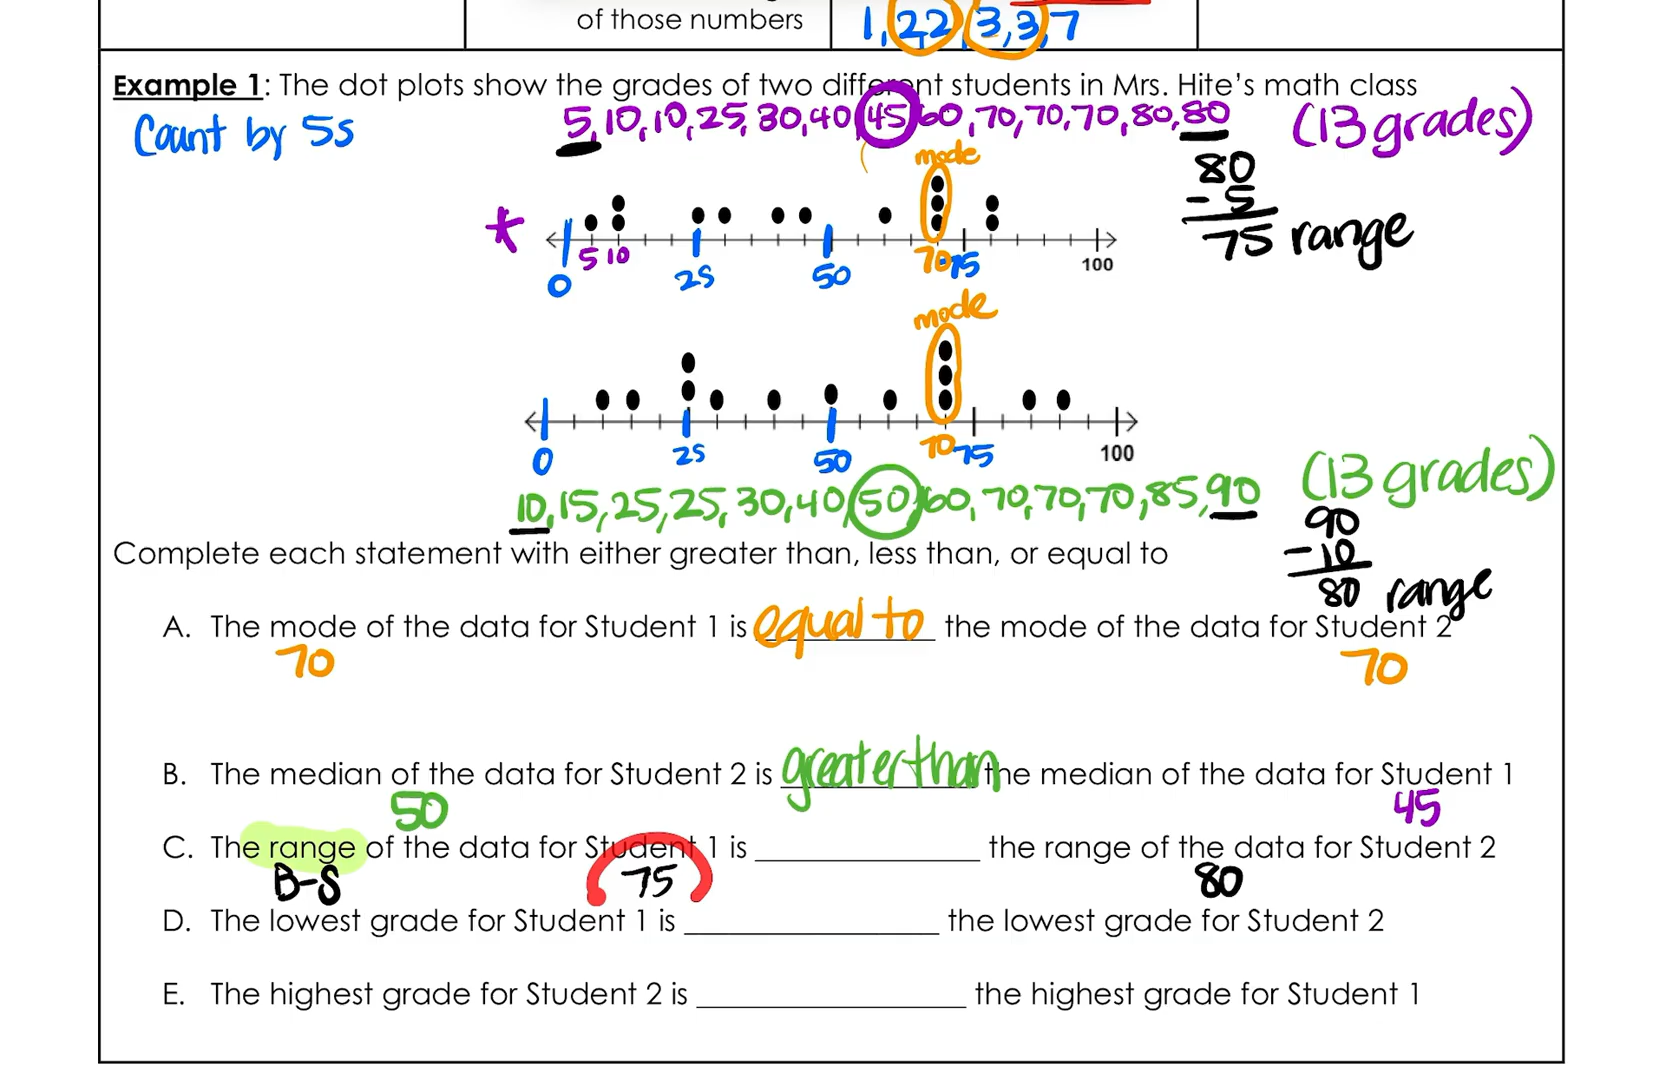 of those numbers
1, 2 2, 3, 3, 7
Example 1: The dot plots show the grades of two different students in Mrs. Hite's math class
Count by 5s
5, 10, 10, 25, 30, 40, 45, 60, 70, 70, 70, 80, 80
(13 grades)
80
- 5
75 range
mode
*
0 5 10 25 50 70 75 100
mode
0 25 50 70 75 100
10, 15, 25, 25, 30, 40, 50, 60, 70, 70, 70, 85, 90
(13 grades)
90
- 10
80 range
Complete each statement with either greater than, less than, or equal to
A. The mode of the data for Student 1 is equal to the mode of the data for Student 2
70 70
B. The median of the data for Student 2 is greater than the median of the data for Student 1
50 45
C. The range of the data for Student 1 is ____________ the range of the data for Student 2
B-S 75 80
D. The lowest grade for Student 1 is ____________ the lowest grade for Student 2
E. The highest grade for Student 2 is ____________ the highest grade for Student 1